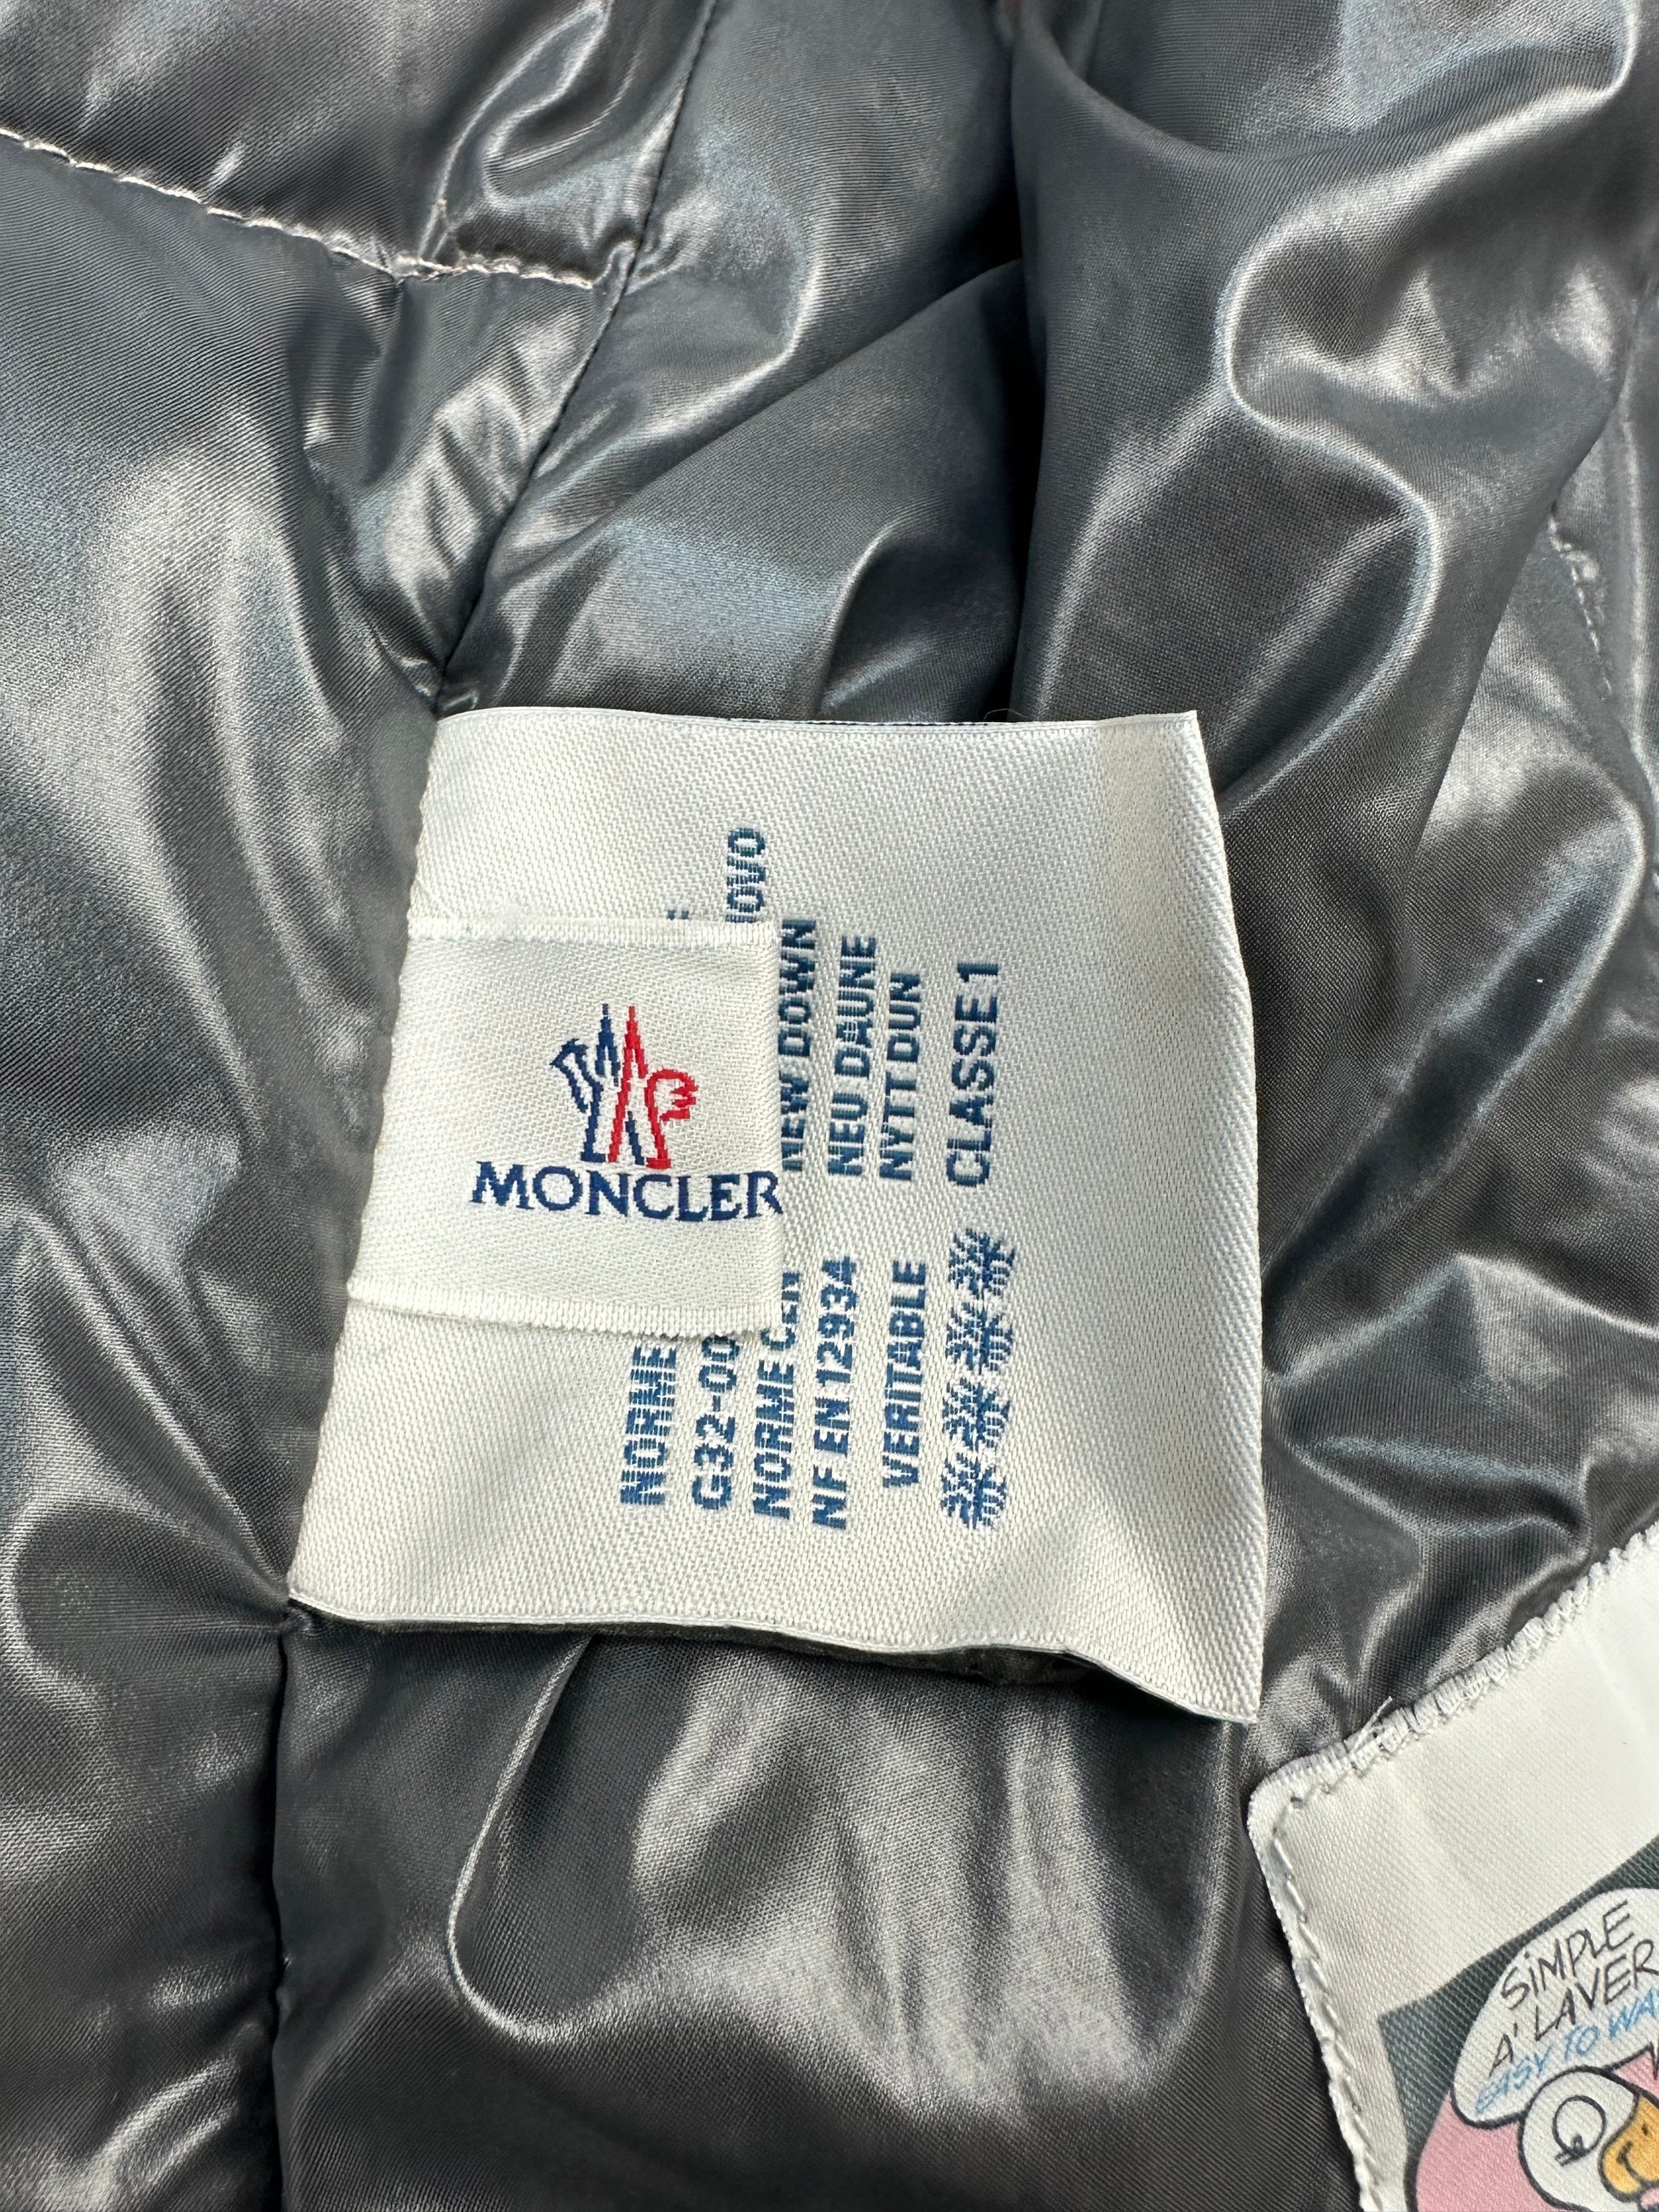 MONCLER
OVO
NEW DOWN
NEU DAUNE
NYTT DUN
CLASSE 1
NORME
G32-00
NORME
NF EN 12934
VERITABLE
SiMPLE
A' LAVER
EASY TO